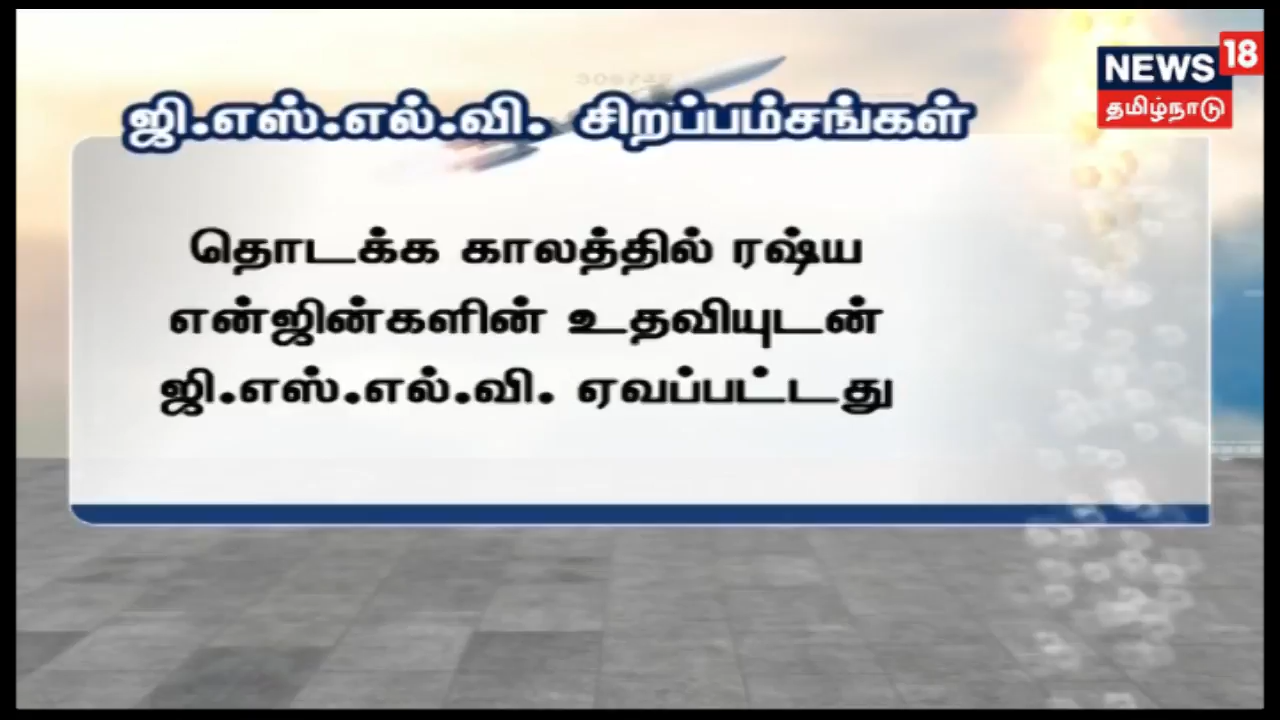 NEWS 18
தமிழ்நாடு
ஜி.எஸ்.எல்.வி. சிறப்பம்சங்கள்
தொடக்க காலத்தில் ரஷ்ய
என்ஜின்களின் உதவியுடன்
ஜி.எஸ்.எல்.வி. ஏவப்பட்டது